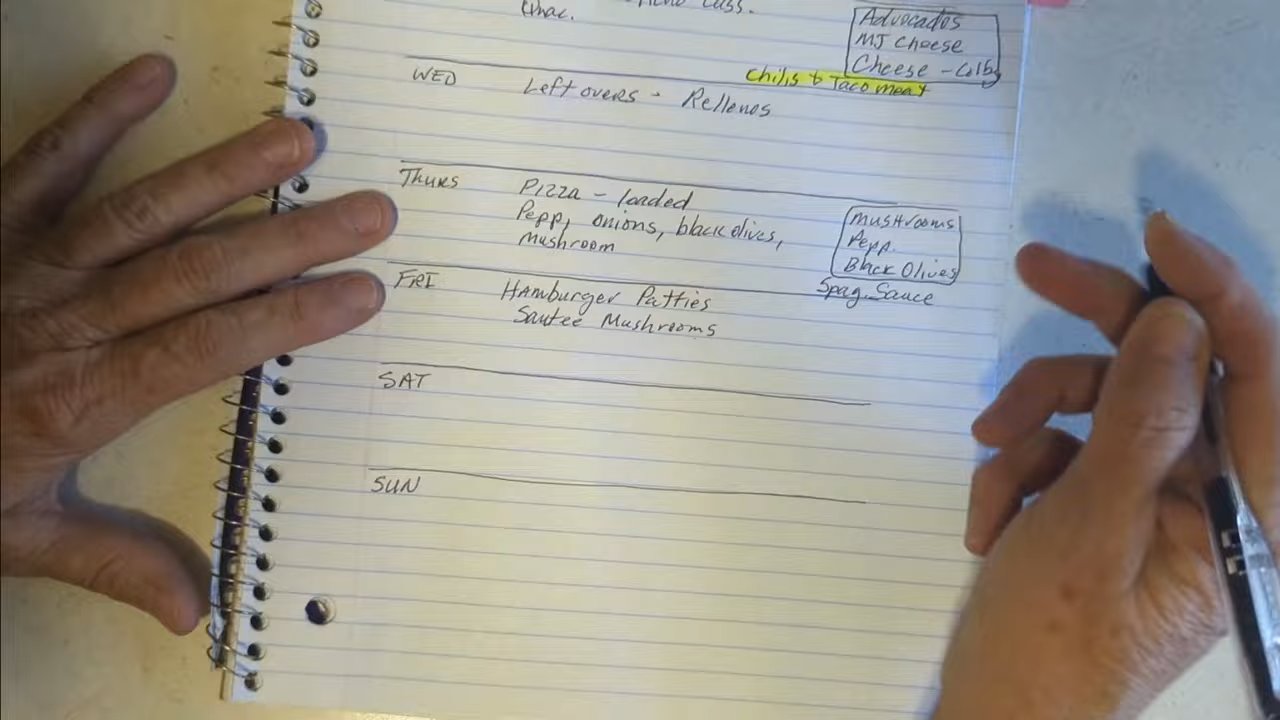 Advocados
MJ Cheese
Cheese - Colby
WED
Left overs - Rellenos
Chilis & Taco meat
THURS
Pizza - loaded
Pepp, onions, black olives,
Mushroom
Mushrooms
Pepp.
Black Olives
Spag. Sauce
FRI
Hamburger Patties
Sautee Mushrooms
SAT
SUN